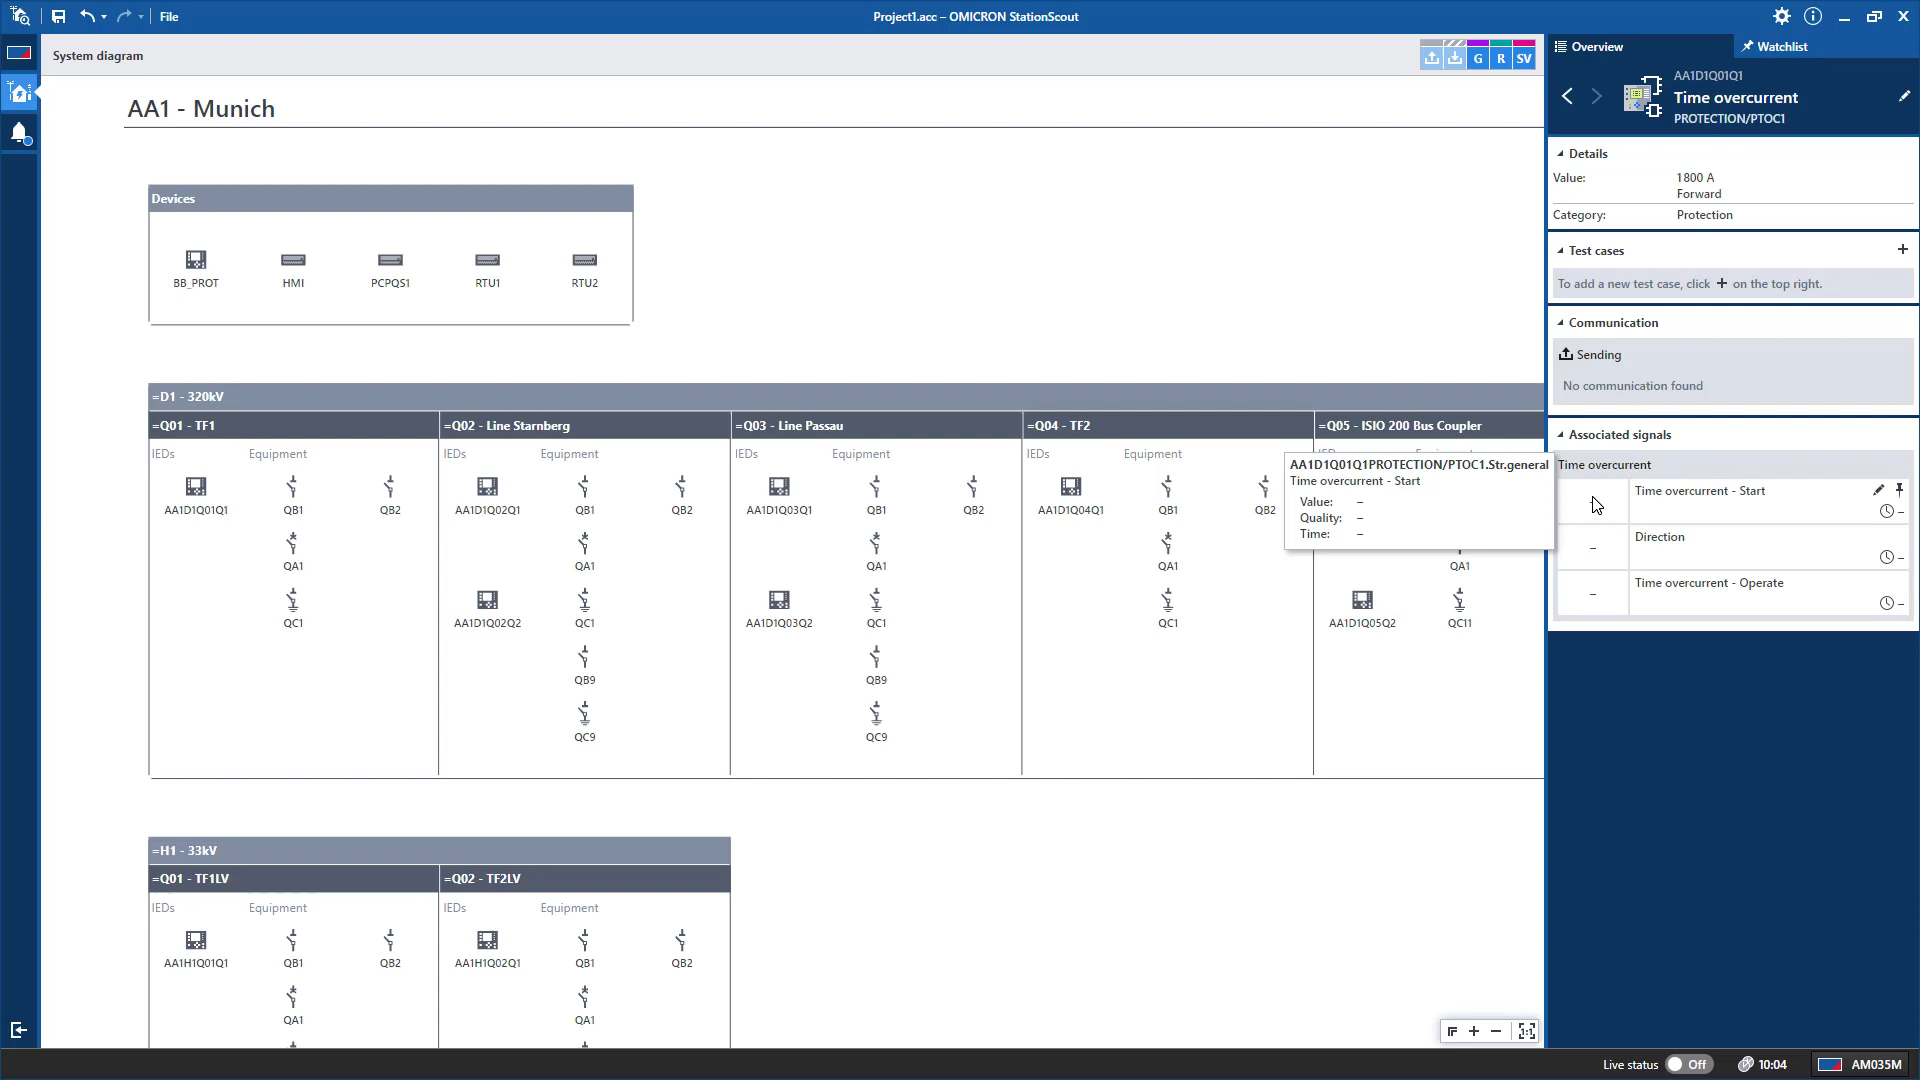 File
Project1.acc – OMICRON StationScout
System diagram
G R SV
Overview
Watchlist
AA1D1Q01Q1
Time overcurrent
PROTECTION/PTOC1
AA1 - Munich
Details
Value: 1800 A
Forward
Category: Protection
Test cases
To add a new test case, click + on the top right.
Communication
Sending
No communication found
Associated signals
Time overcurrent
Time overcurrent - Start
–
Direction
–
–
Time overcurrent - Operate
–
–
AA1D1Q01Q1PROTECTION/PTOC1.Str.general
Time overcurrent - Start
Value: –
Quality: –
Time: –
Devices
BB_PROT HMI PCPQS1 RTU1 RTU2
=D1 - 320kV
=Q01 - TF1
IEDs Equipment
AA1D1Q01Q1 QB1 QB2
QA1
QC1
=Q02 - Line Starnberg
IEDs Equipment
AA1D1Q02Q1 QB1 QB2
QA1
AA1D1Q02Q2 QC1
QB9
QC9
=Q03 - Line Passau
IEDs Equipment
AA1D1Q03Q1 QB1 QB2
QA1
AA1D1Q03Q2 QC1
QB9
QC9
=Q04 - TF2
IEDs Equipment
AA1D1Q04Q1 QB1 QB2
QA1
QC1
=Q05 - ISIO 200 Bus Coupler
QA1
AA1D1Q05Q2 QC11
=H1 - 33kV
=Q01 - TF1LV
IEDs Equipment
AA1H1Q01Q1 QB1 QB2
QA1
=Q02 - TF2LV
IEDs Equipment
AA1H1Q02Q1 QB1 QB2
QA1
1:1
Live status Off 10:04 AM035M